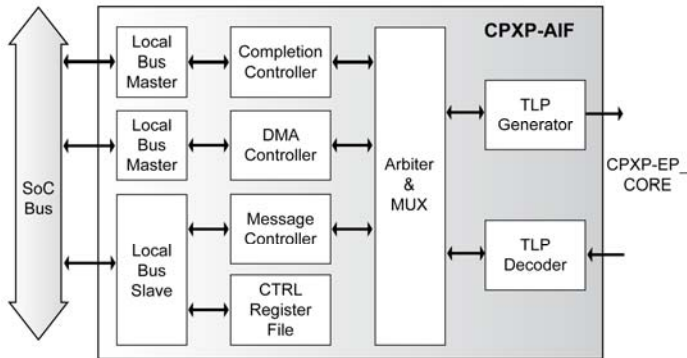 CPXP-AIF
SoC
Bus
Local
Bus
Master
Completion
Controller
Local
Bus
Master
DMA
Controller
Local
Bus
Slave
Message
Controller
CTRL
Register
File
Arbiter
&
MUX
TLP
Generator
TLP
Decoder
CPXP-EP_
CORE